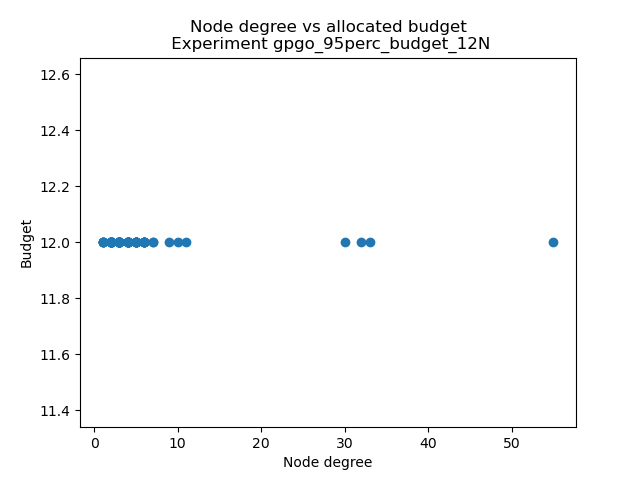 Node degree vs allocated budget
Experiment gpgo_95perc_budget_12N
12.6
12.4
12.2
12.0
11.8
11.6
11.4
Budget
0 10 20 30 40 50
Node degree